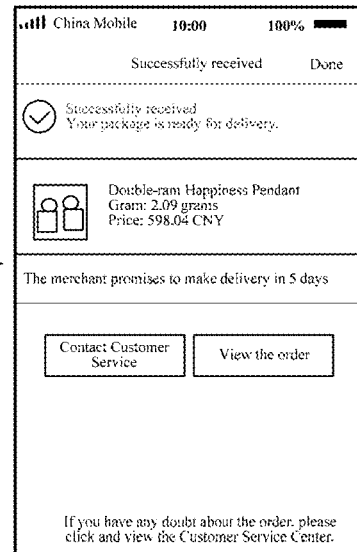 China Mobile 10:00 100%
Successfully received Done
Successfully received
Your package is ready for delivery.
Double-ram Happiness Pendant
Gram: 2.09 grams
Price: 598.04 CNY
The merchant promises to make delivery in 5 days
Contact Customer
Service
View the order
If you have any doubt about the order, please
click and view the Customer Service Center.